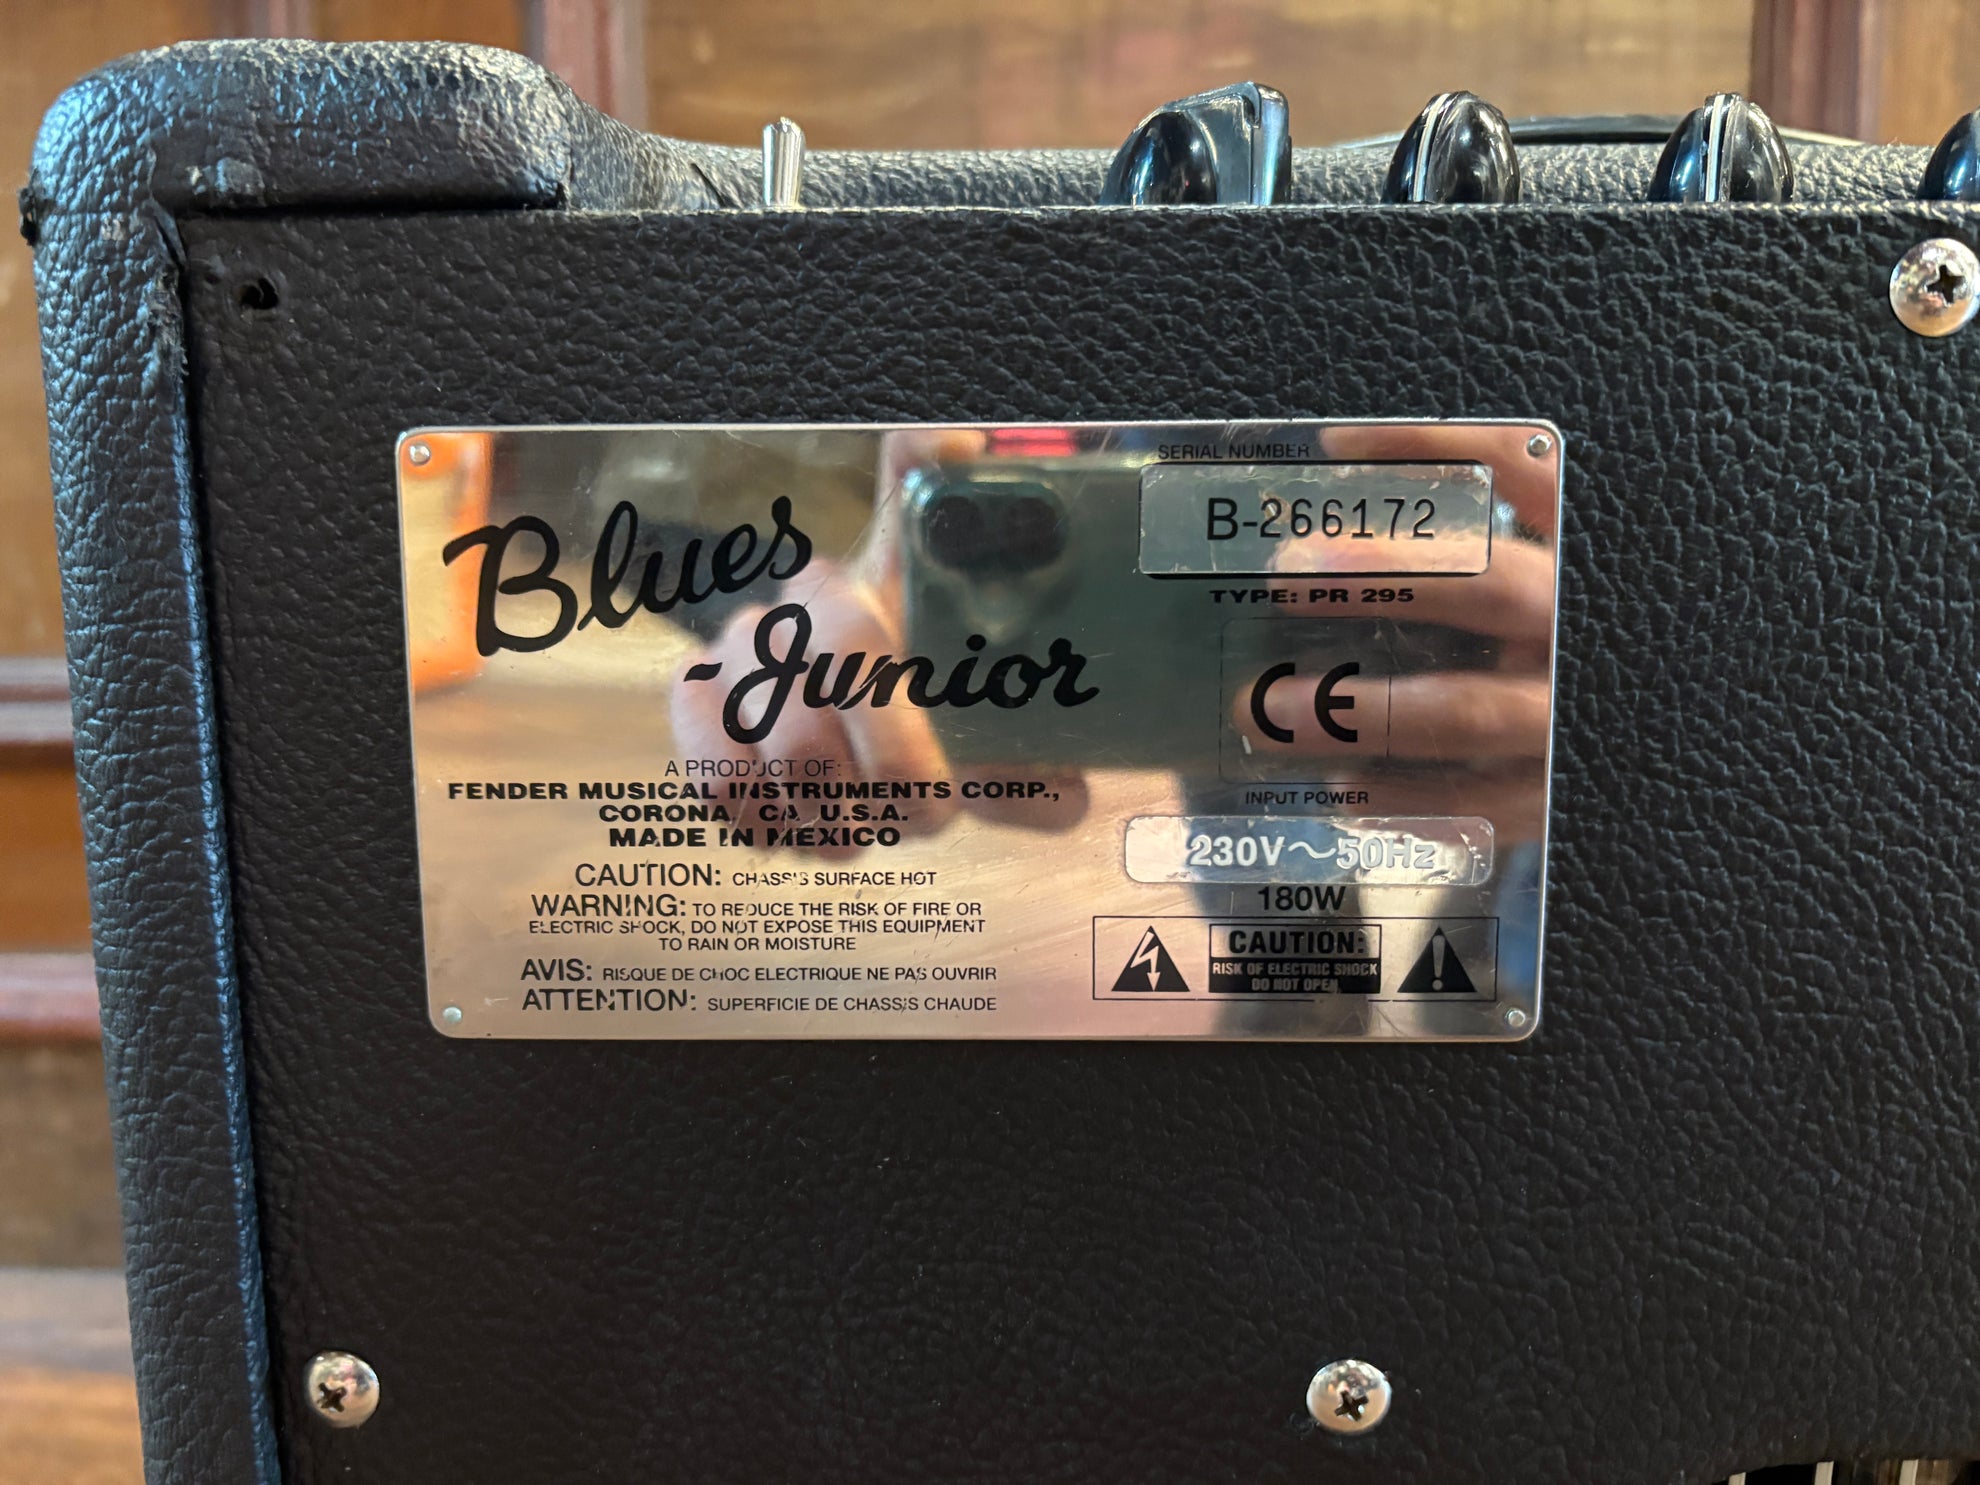 Blues
-Junior
A PRODUCT OF:
FENDER MUSICAL INSTRUMENTS CORP.,
CORONA, CA. U.S.A.
MADE IN MEXICO
CAUTION: CHASSIS SURFACE HOT
WARNING: TO REDUCE THE RISK OF FIRE OR
ELECTRIC SHOCK, DO NOT EXPOSE THIS EQUIPMENT
TO RAIN OR MOISTURE
AVIS: RISQUE DE CHOC ELECTRIQUE NE PAS OUVRIR
ATTENTION: SUPERFICIE DE CHASSIS CHAUDE
SERIAL NUMBER
B-266172
TYPE: PR 295
CE
INPUT POWER
230V~50Hz
180W
CAUTION:
RISK OF ELECTRIC SHOCK
DO NOT OPEN.